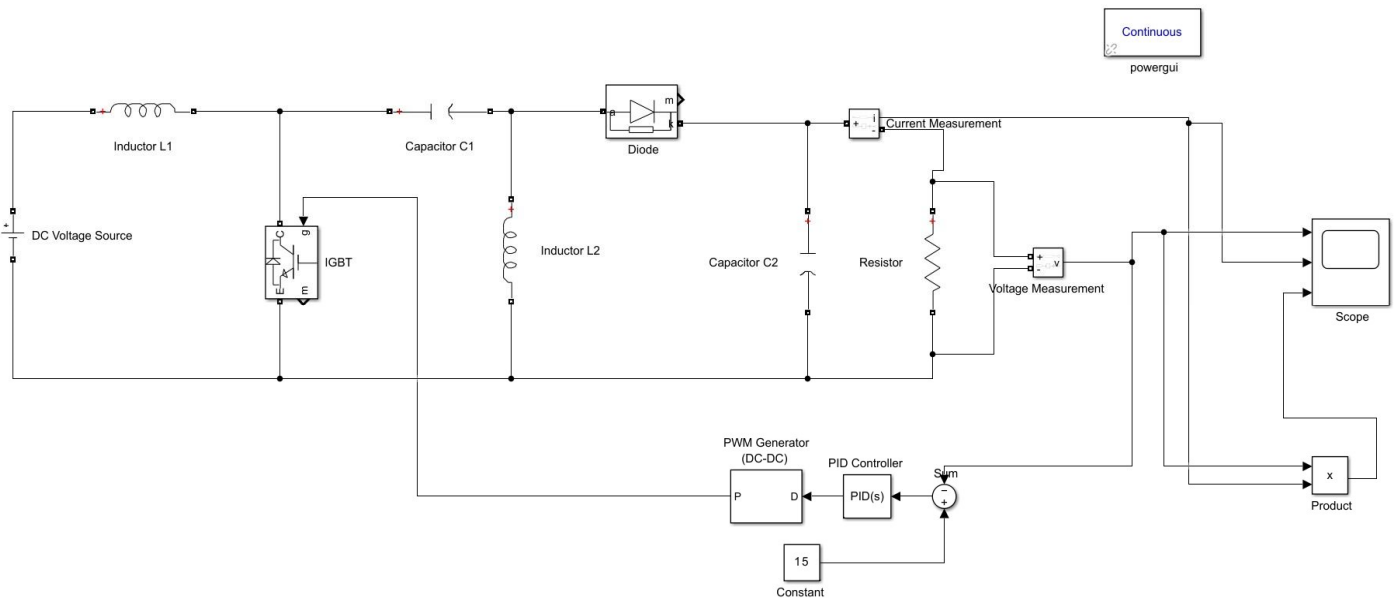 Continuous
powergui
Inductor L1
Capacitor C1
a
m
k
Diode
+
i
-
Current Measurement
DC Voltage Source
C
g
E
m
IGBT
Inductor L2
Capacitor C2
Resistor
+
-
v
Voltage Measurement
Scope
PWM Generator
(DC-DC)
P
D
PID Controller
PID(s)
Sum
−
+
x
Product
15
Constant